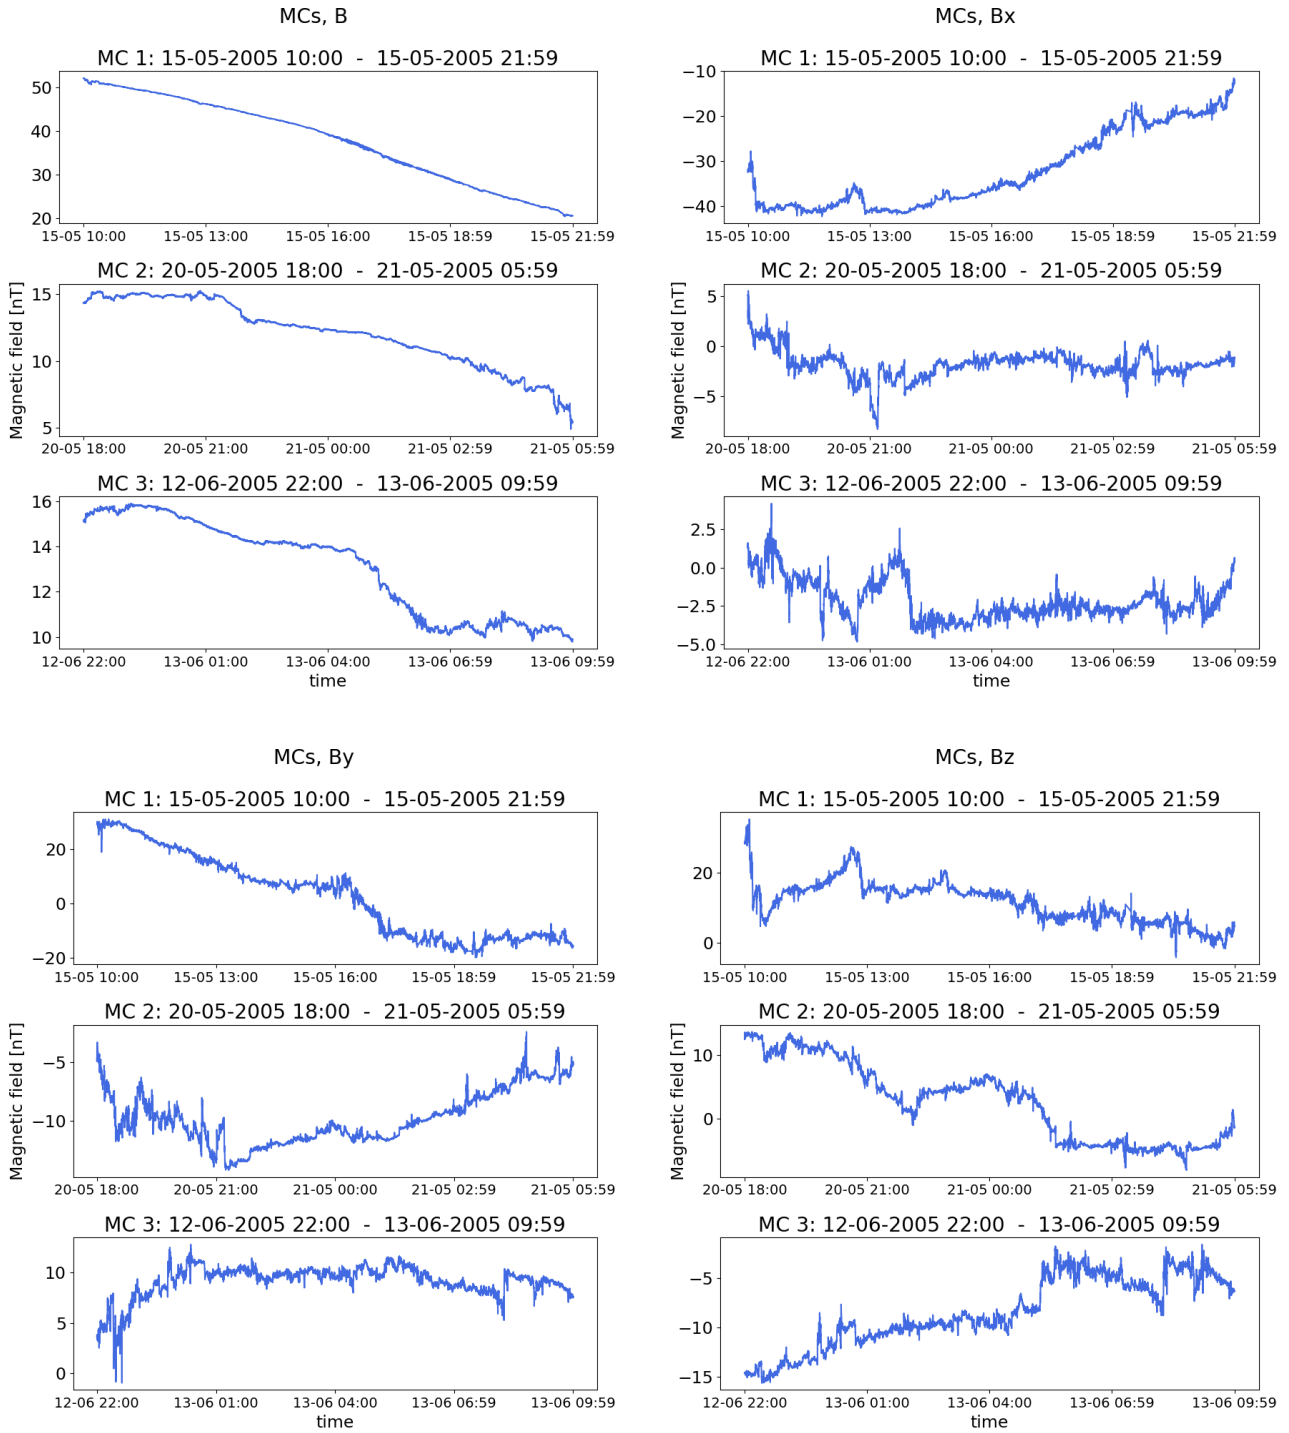 MCs, B
MC 1: 15-05-2005 10:00 - 15-05-2005 21:59
50
40
30
20
15-05 10:00 15-05 13:00 15-05 16:00 15-05 18:59 15-05 21:59
MC 2: 20-05-2005 18:00 - 21-05-2005 05:59
Magnetic field [nT]
15
10
5
20-05 18:00 20-05 21:00 21-05 00:00 21-05 02:59 21-05 05:59
MC 3: 12-06-2005 22:00 - 13-06-2005 09:59
16
14
12
10
12-06 22:00 13-06 01:00 13-06 04:00 13-06 06:59 13-06 09:59
time
MCs, Bx
MC 1: 15-05-2005 10:00 - 15-05-2005 21:59
−10
−20
−30
−40
15-05 10:00 15-05 13:00 15-05 16:00 15-05 18:59 15-05 21:59
MC 2: 20-05-2005 18:00 - 21-05-2005 05:59
Magnetic field [nT]
5
0
−5
20-05 18:00 20-05 21:00 21-05 00:00 21-05 02:59 21-05 05:59
MC 3: 12-06-2005 22:00 - 13-06-2005 09:59
2.5
0.0
−2.5
−5.0
12-06 22:00 13-06 01:00 13-06 04:00 13-06 06:59 13-06 09:59
time
MCs, By
MC 1: 15-05-2005 10:00 - 15-05-2005 21:59
20
0
−20
15-05 10:00 15-05 13:00 15-05 16:00 15-05 18:59 15-05 21:59
MC 2: 20-05-2005 18:00 - 21-05-2005 05:59
Magnetic field [nT]
−5
−10
20-05 18:00 20-05 21:00 21-05 00:00 21-05 02:59 21-05 05:59
MC 3: 12-06-2005 22:00 - 13-06-2005 09:59
10
5
0
12-06 22:00 13-06 01:00 13-06 04:00 13-06 06:59 13-06 09:59
time
MCs, Bz
MC 1: 15-05-2005 10:00 - 15-05-2005 21:59
20
0
15-05 10:00 15-05 13:00 15-05 16:00 15-05 18:59 15-05 21:59
MC 2: 20-05-2005 18:00 - 21-05-2005 05:59
Magnetic field [nT]
10
0
20-05 18:00 20-05 21:00 21-05 00:00 21-05 02:59 21-05 05:59
MC 3: 12-06-2005 22:00 - 13-06-2005 09:59
−5
−10
−15
12-06 22:00 13-06 01:00 13-06 04:00 13-06 06:59 13-06 09:59
time